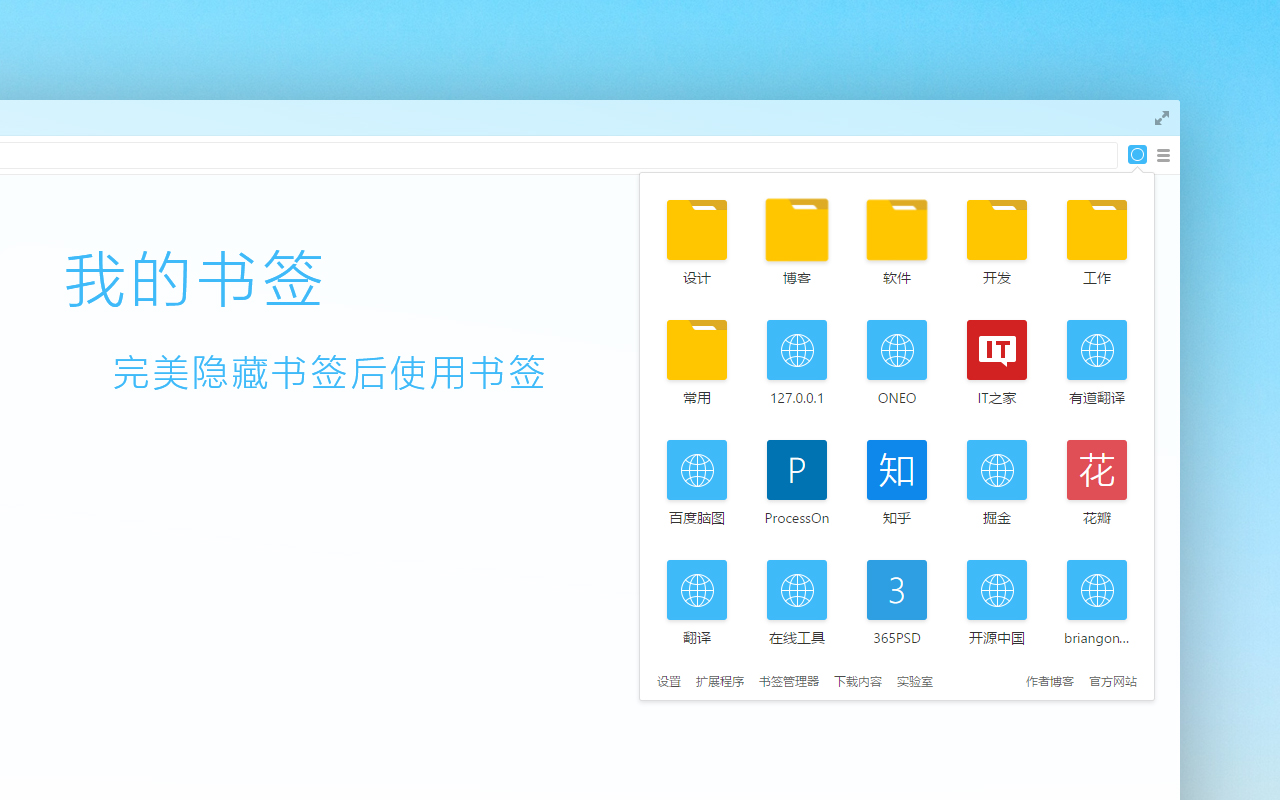 我的书签
完美隐藏书签后使用书签
设计 博客 软件 开发 工作
IT
常用 127.0.0.1 ONEO IT之家 有道翻译
P 知 花
百度脑图 ProcessOn 知乎 掘金 花瓣
3
翻译 在线工具 365PSD 开源中国 briangon...
设置 扩展程序 书签管理器 下载内容 实验室 作者博客 官方网站